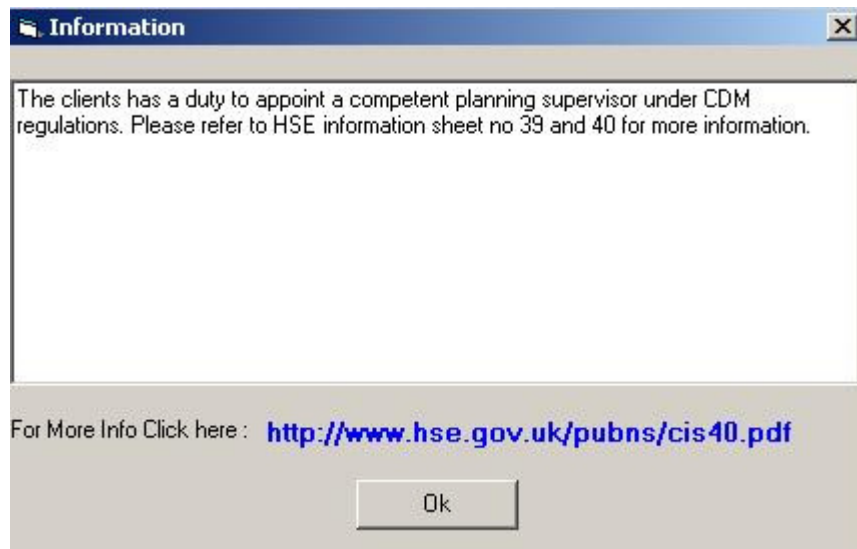 Information
The clients has a duty to appoint a competent planning supervisor under CDM
regulations. Please refer to HSE information sheet no 39 and 40 for more information.
For More Info Click here : http://www.hse.gov.uk/pubns/cis40.pdf
Ok